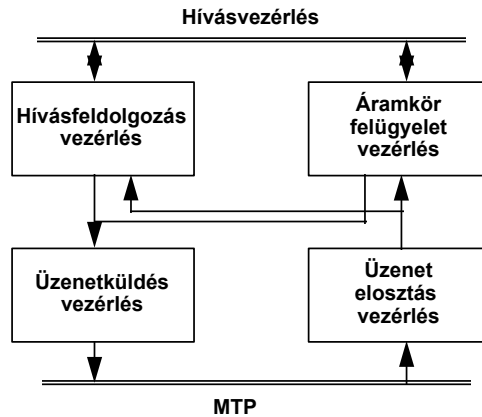 Hívásvezérlés
Hívásfeldolgozás
vezérlés
Áramkör
felügyelet
vezérlés
Üzenetküldés
vezérlés
Üzenet
elosztás
vezérlés
MTP